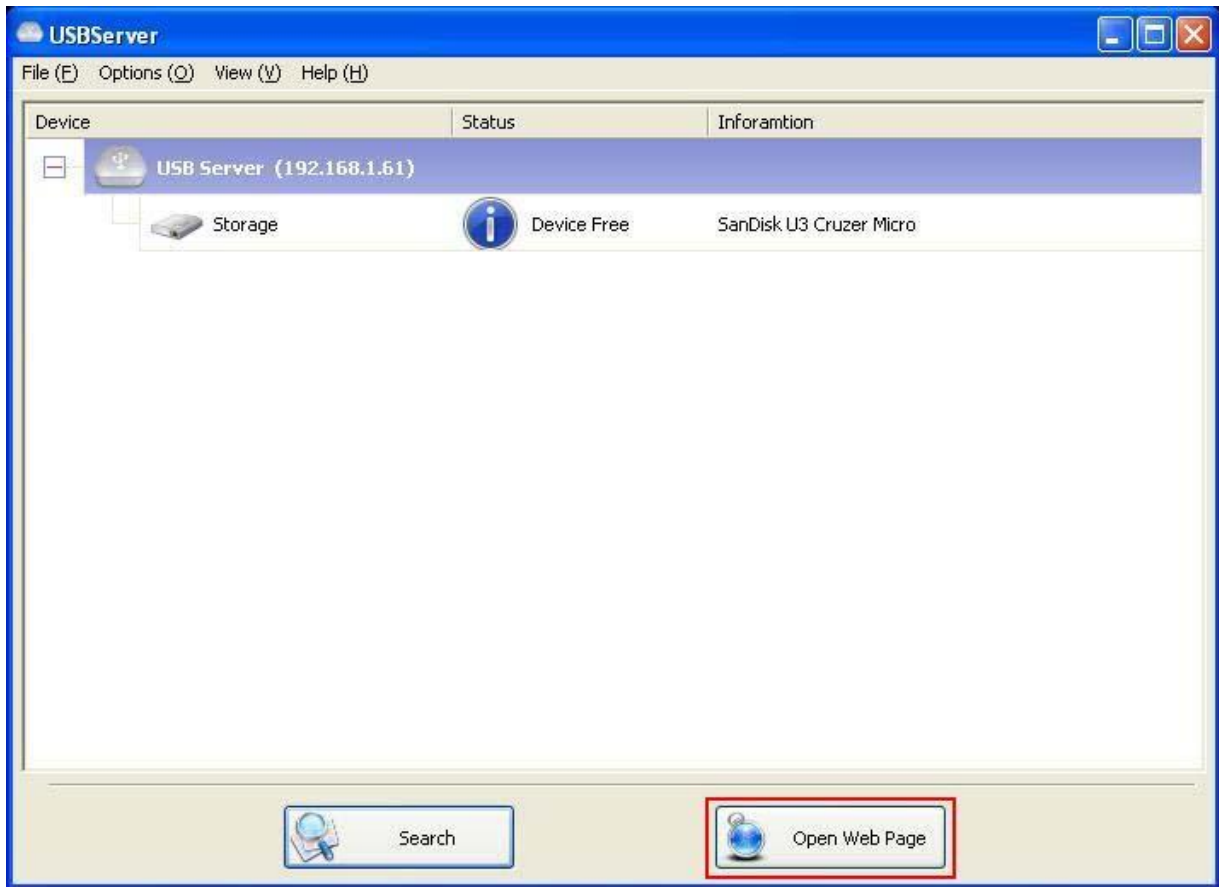 USBServer
File (F) Options (O) View (V) Help (H)
Device Status Inforamtion
USB Server (192.168.1.61)
Storage Device Free SanDisk U3 Cruzer Micro
Search Open Web Page